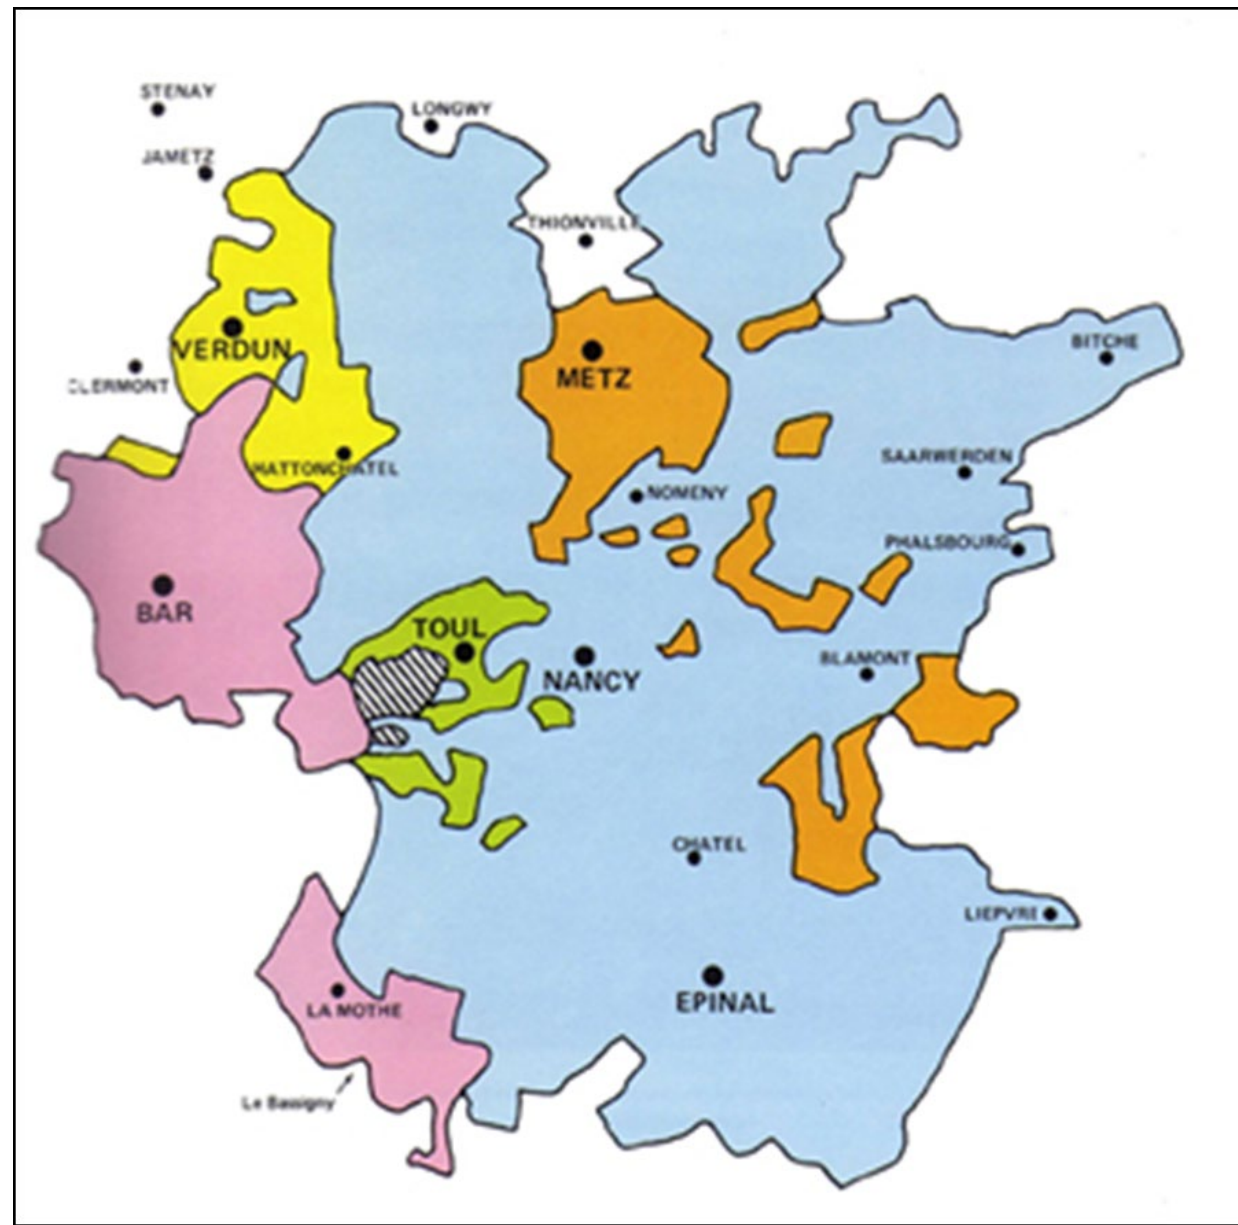 STENAY
LONGWY
JAMETZ
THIONVILLE
VERDUN
BITCHE
METZ
CLERMONT
SAARWERDEN
HATTONCHATEL
NOMENY
PHALSBOURG
BAR
TOUL
BLAMONT
NANCY
CHATEL
LIEPVRE
EPINAL
LA MOTHE
Le Bassigny